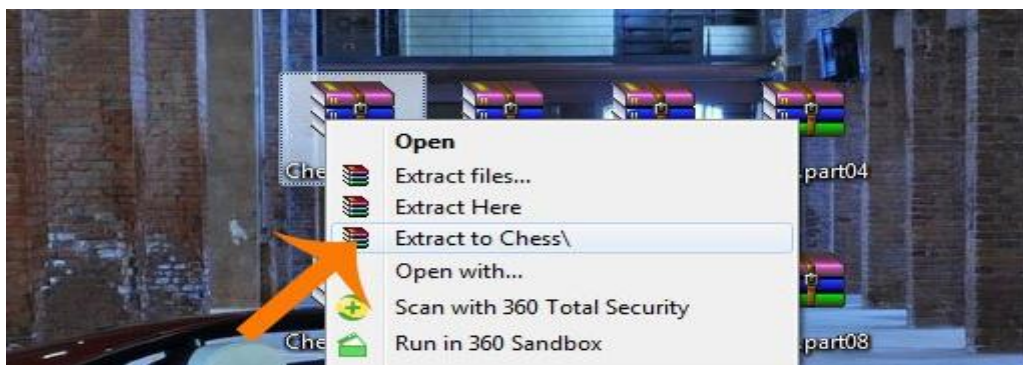 Open
Extract files...
Extract Here
Extract to Chess\
Open with...
Scan with 360 Total Security
Run in 360 Sandbox
Che
.part04
Che
.part08